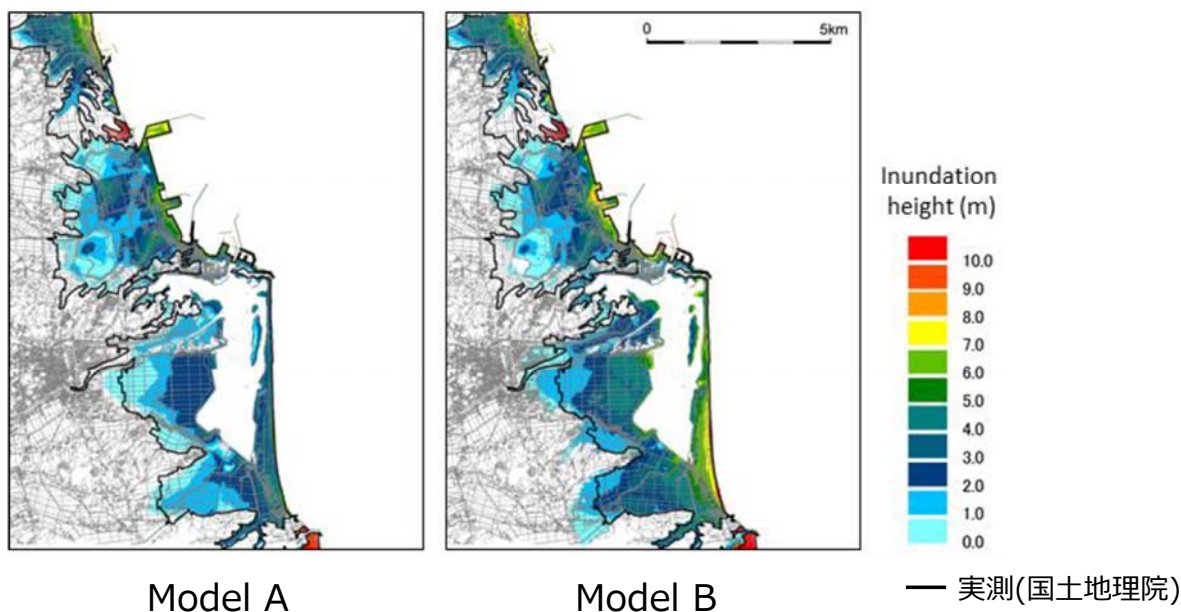 0 5km
Inundation
height (m)
10.0
9.0
8.0
7.0
6.0
5.0
4.0
3.0
2.0
1.0
0.0
Model A
Model B
実測(国土地理院)